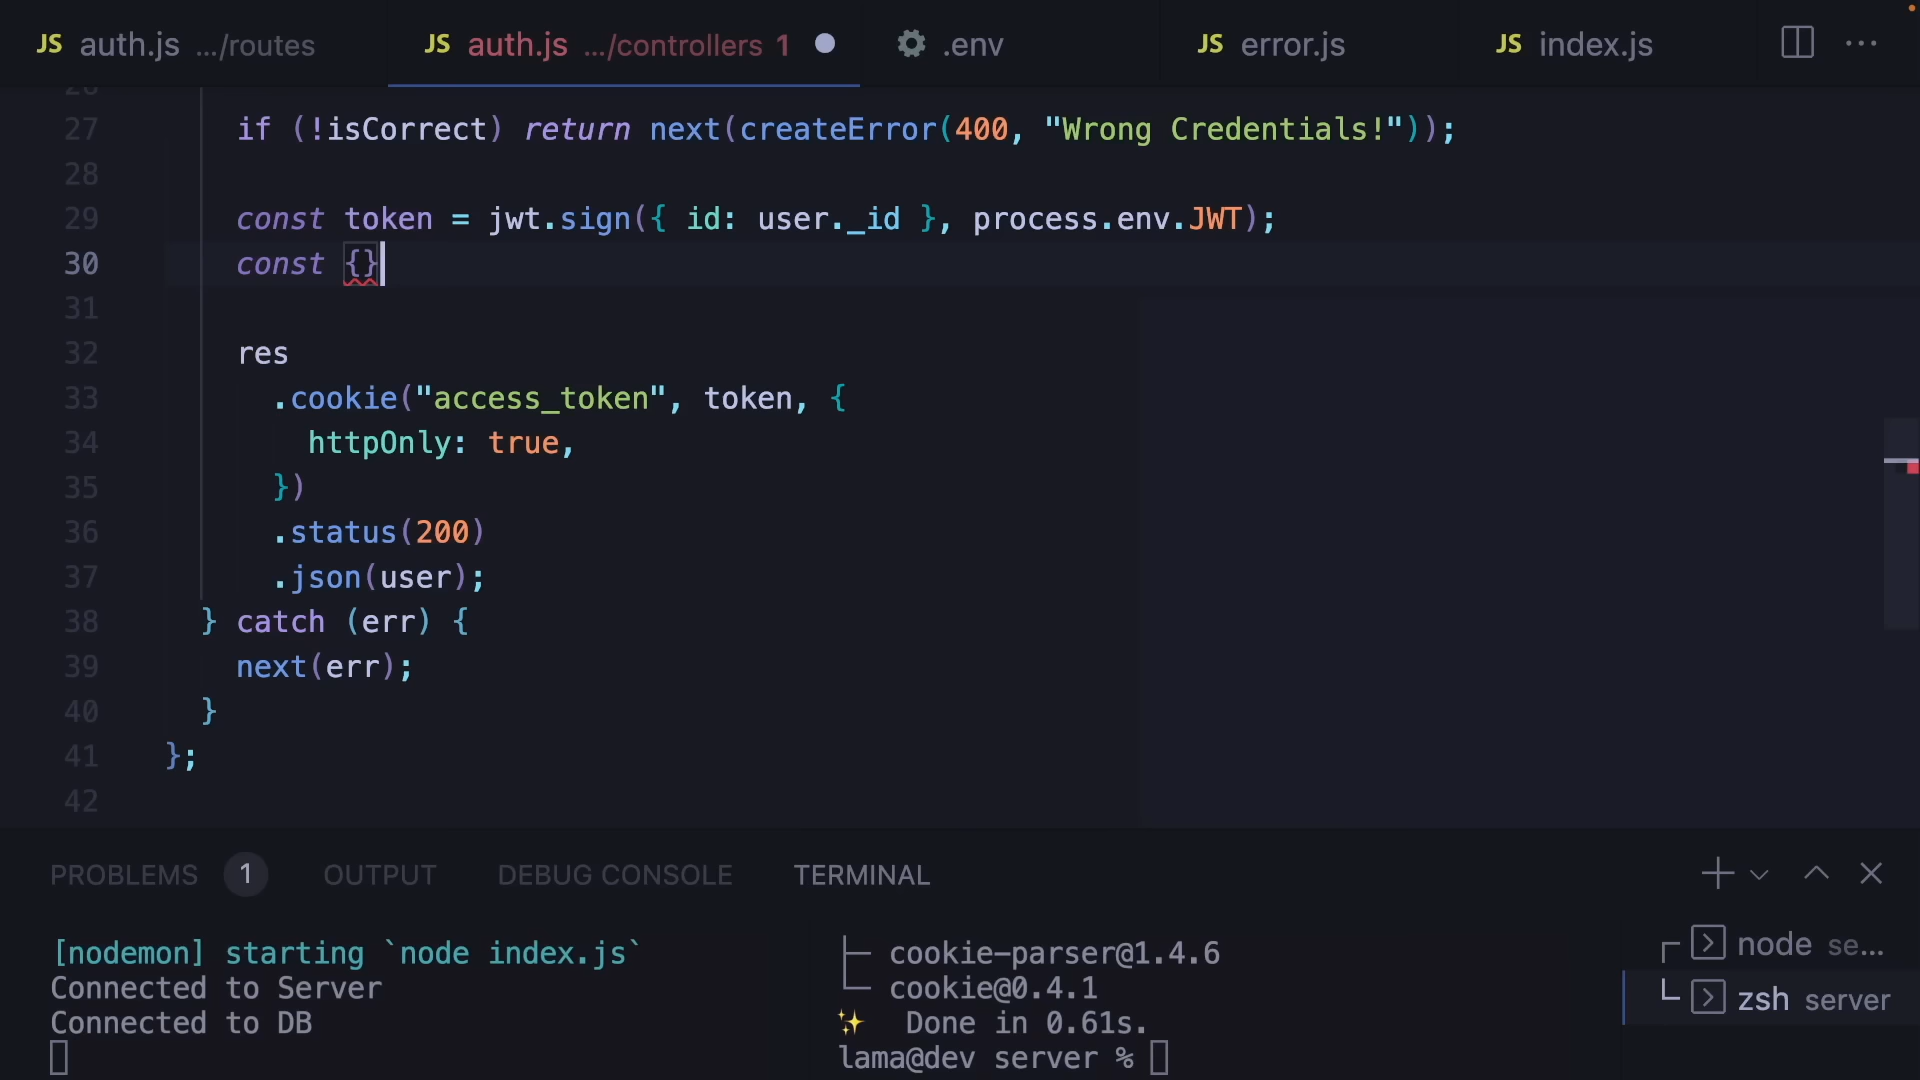 JS auth.js .../routes
JS auth.js .../controllers 1
.env
JS error.js
JS index.js
26
27 if (!isCorrect) return next(createError(400, "Wrong Credentials!"));
28
29 const token = jwt.sign({ id: user._id }, process.env.JWT);
30 const {}
31
32 res
33 .cookie("access_token", token, {
34 httpOnly: true,
35 })
36 .status(200)
37 .json(user);
38 } catch (err) {
39 next(err);
40 }
41 };
42
PROBLEMS 1 OUTPUT DEBUG CONSOLE TERMINAL
[nodemon] starting `node index.js`
Connected to Server
Connected to DB
├─ cookie-parser@1.4.6
└─ cookie@0.4.1
✨ Done in 0.61s.
lama@dev server %
node se...
zsh server